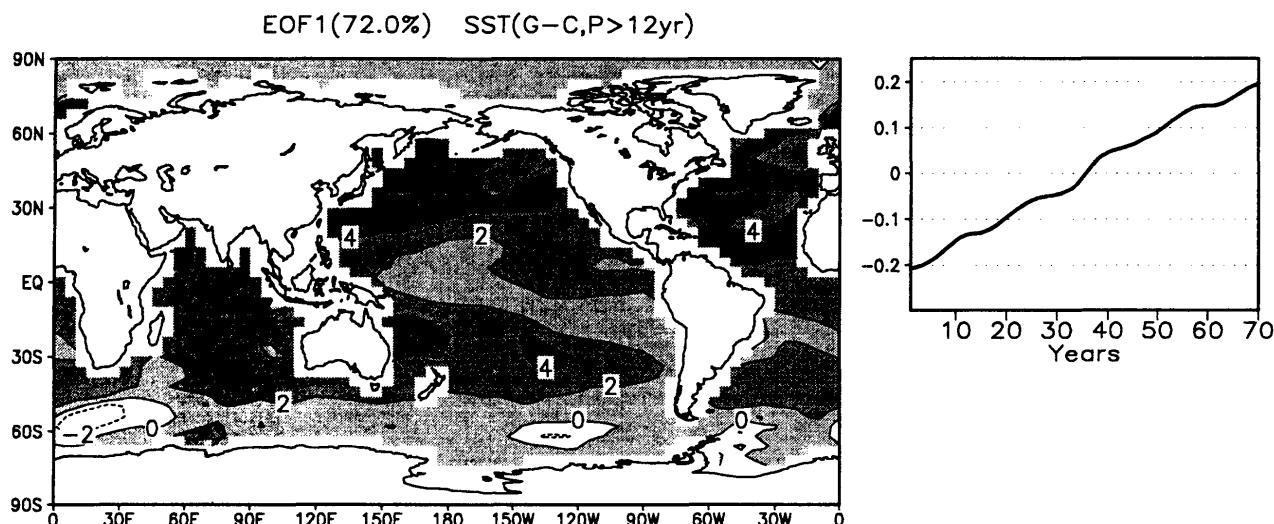 EOF1(72.0%) SST(G-C,P>12yr)
90N
60N
30N
EQ
30S
60S
90S
0 30E 60E 90E 120E 150E 180 150W 120W 90W 60W 30W 0
4
2
4
4
2
2
0
-2
0
0
0.2
0.1
0
-0.1
-0.2
10 20 30 40 50 60 70
Years